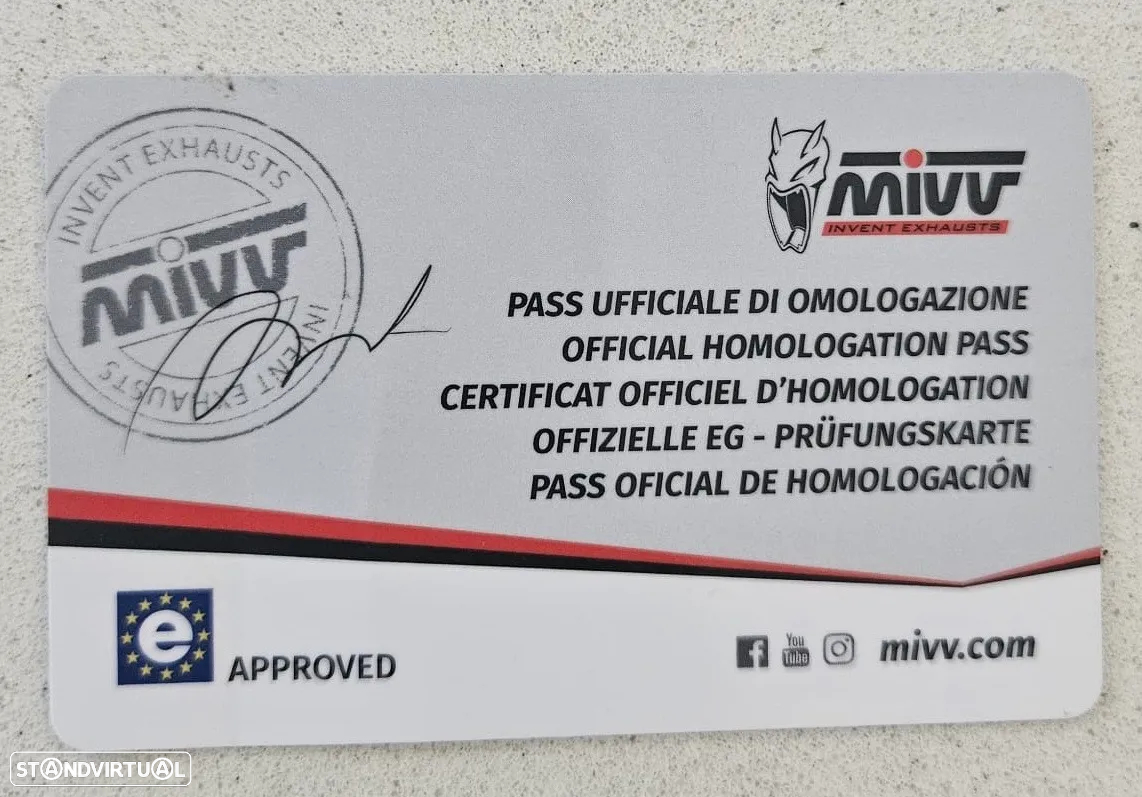 INVENT EXHAUSTS
mivv
INVENT EXHAUSTS
mivv
INVENT EXHAUSTS
PASS UFFICIALE DI OMOLOGAZIONE
OFFICIAL HOMOLOGATION PASS
CERTIFICAT OFFICIEL D'HOMOLOGATION
OFFIZIELLE EG - PRÜFUNGSKARTE
PASS OFICIAL DE HOMOLOGACIÓN
e APPROVED
f You Tube mivv.com
STANDVIRTUAL